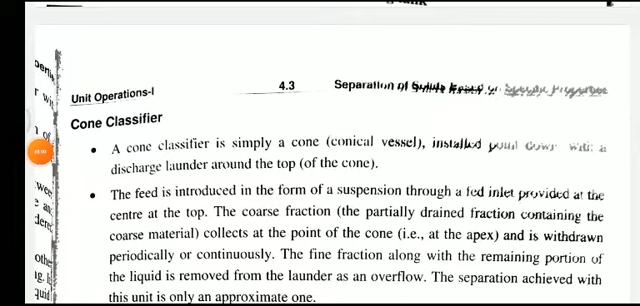 Unit Operations-I 4.3 Separation of Solids
Cone Classifier
• A cone classifier is simply a cone (conical vessel), installed point down with a
discharge launder around the top (of the cone).
• The feed is introduced in the form of a suspension through a fed inlet provided at the
centre at the top. The coarse fraction (the partially drained fraction containing the
coarse material) collects at the point of the cone (i.e., at the apex) and is withdrawn
periodically or continuously. The fine fraction along with the remaining portion of
the liquid is removed from the launder as an overflow. The separation achieved with
this unit is only an approximate one.